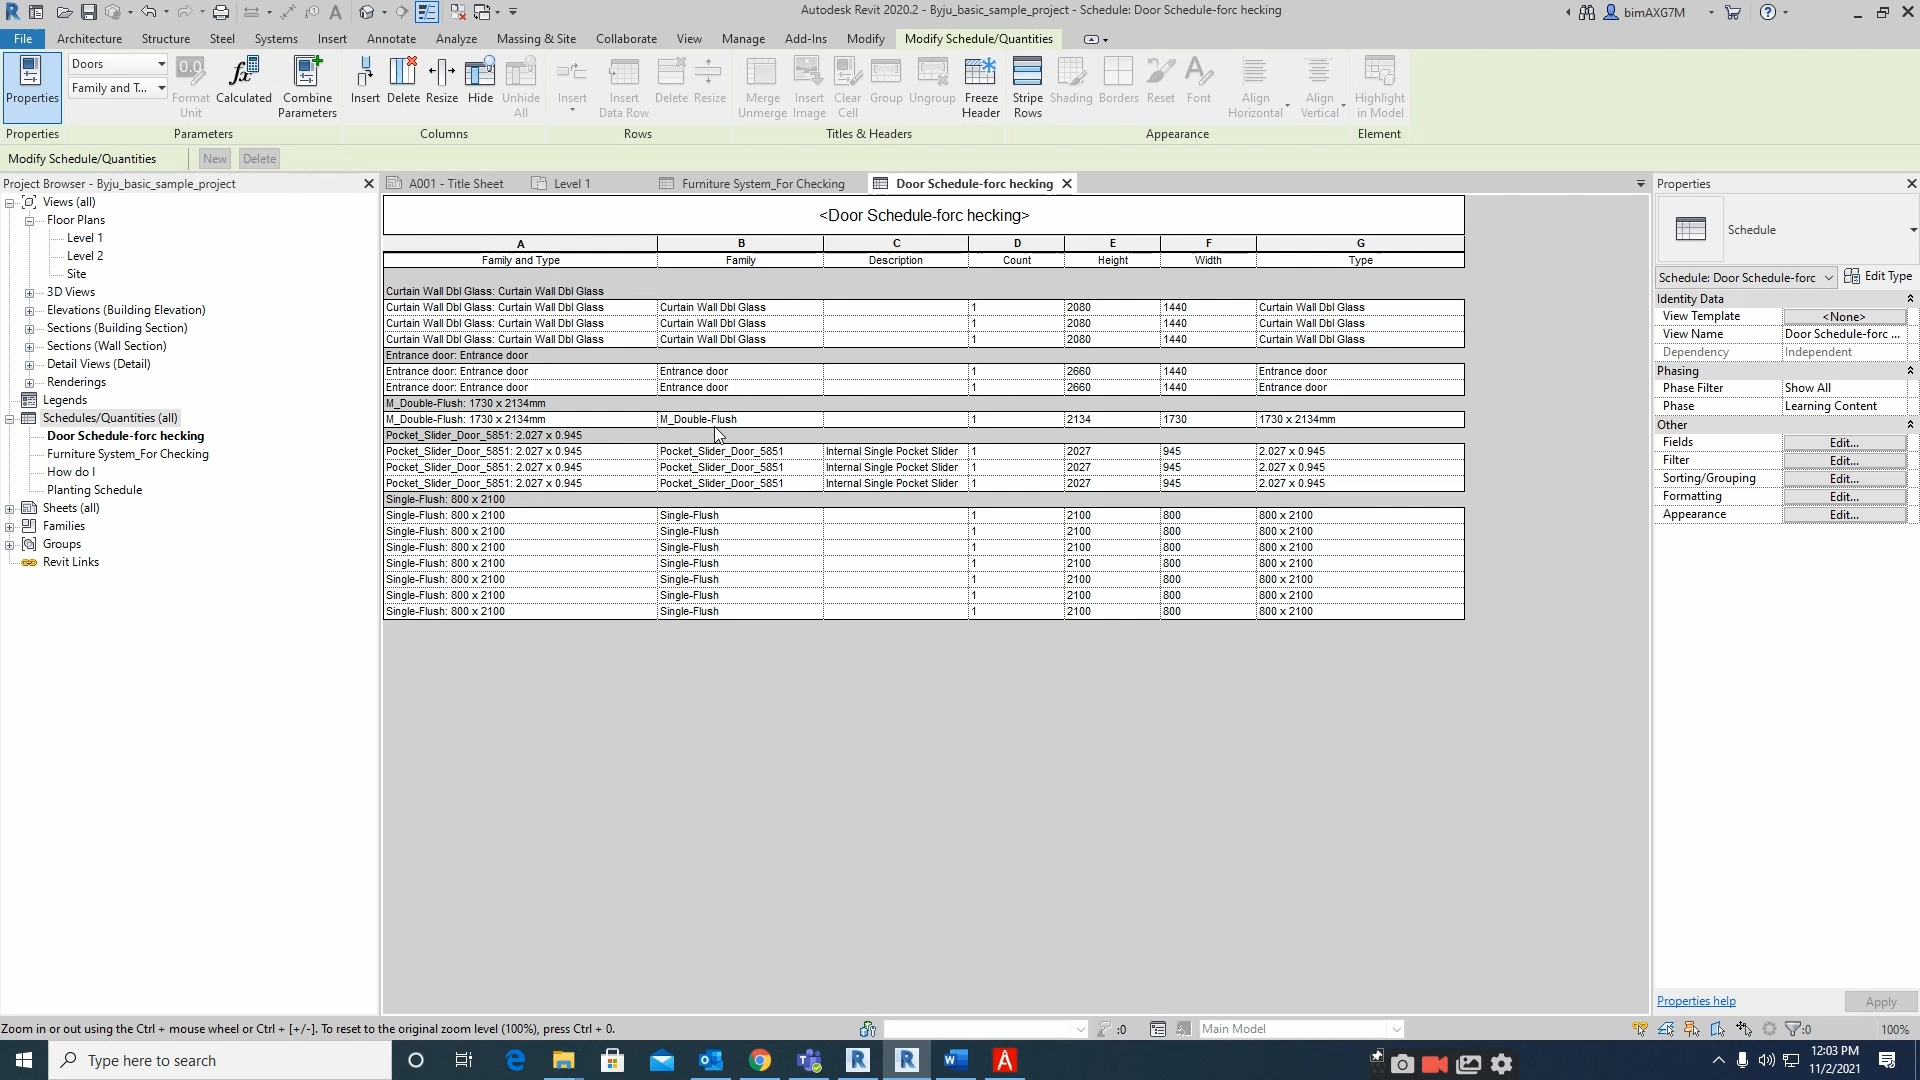 Autodesk Revit 2020.2 - Byju_basic_sample_project - Schedule: Door Schedule-forc hecking
bimAXG7M
File Architecture Structure Steel Systems Insert Annotate Analyze Massing & Site Collaborate View Manage Add-Ins Modify Modify Schedule/Quantities
Doors
Family and T...
Properties Format Unit Calculated Combine Parameters Insert Delete Resize Hide Unhide All Insert Insert Data Row Delete Resize Merge Unmerge Insert Image Clear Cell Group Ungroup Freeze Header Stripe Rows Shading Borders Reset Font Align Horizontal Align Vertical Highlight in Model
Properties Parameters Columns Rows Titles & Headers Appearance Element
Modify Schedule/Quantities New Delete
Project Browser - Byju_basic_sample_project
Views (all)
Floor Plans
Level 1
Level 2
Site
3D Views
Elevations (Building Elevation)
Sections (Building Section)
Sections (Wall Section)
Detail Views (Detail)
Renderings
Legends
Schedules/Quantities (all)
Door Schedule-forc hecking
Furniture System_For Checking
How do I
Planting Schedule
Sheets (all)
Families
Groups
Revit Links
A001 - Title Sheet Level 1 Furniture System_For Checking Door Schedule-forc hecking
<Door Schedule-forc hecking>
A B C D E F G
Family and Type Family Description Count Height Width Type
Curtain Wall Dbl Glass: Curtain Wall Dbl Glass
Curtain Wall Dbl Glass: Curtain Wall Dbl Glass Curtain Wall Dbl Glass 1 2080 1440 Curtain Wall Dbl Glass
Curtain Wall Dbl Glass: Curtain Wall Dbl Glass Curtain Wall Dbl Glass 1 2080 1440 Curtain Wall Dbl Glass
Curtain Wall Dbl Glass: Curtain Wall Dbl Glass Curtain Wall Dbl Glass 1 2080 1440 Curtain Wall Dbl Glass
Entrance door: Entrance door
Entrance door: Entrance door Entrance door 1 2660 1440 Entrance door
Entrance door: Entrance door Entrance door 1 2660 1440 Entrance door
M_Double-Flush: 1730 x 2134mm
M_Double-Flush: 1730 x 2134mm M_Double-Flush 1 2134 1730 1730 x 2134mm
Pocket_Slider_Door_5851: 2.027 x 0.945
Pocket_Slider_Door_5851: 2.027 x 0.945 Pocket_Slider_Door_5851 Internal Single Pocket Slider 1 2027 945 2.027 x 0.945
Pocket_Slider_Door_5851: 2.027 x 0.945 Pocket_Slider_Door_5851 Internal Single Pocket Slider 1 2027 945 2.027 x 0.945
Pocket_Slider_Door_5851: 2.027 x 0.945 Pocket_Slider_Door_5851 Internal Single Pocket Slider 1 2027 945 2.027 x 0.945
Single-Flush: 800 x 2100
Single-Flush: 800 x 2100 Single-Flush 1 2100 800 800 x 2100
Single-Flush: 800 x 2100 Single-Flush 1 2100 800 800 x 2100
Single-Flush: 800 x 2100 Single-Flush 1 2100 800 800 x 2100
Single-Flush: 800 x 2100 Single-Flush 1 2100 800 800 x 2100
Single-Flush: 800 x 2100 Single-Flush 1 2100 800 800 x 2100
Single-Flush: 800 x 2100 Single-Flush 1 2100 800 800 x 2100
Single-Flush: 800 x 2100 Single-Flush 1 2100 800 800 x 2100
Properties
Schedule
Schedule: Door Schedule-forc Edit Type
Identity Data
View Template <None>
View Name Door Schedule-forc ...
Dependency Independent
Phasing
Phase Filter Show All
Phase Learning Content
Other
Fields Edit...
Filter Edit...
Sorting/Grouping Edit...
Formatting Edit...
Appearance Edit...
Properties help Apply
Zoom in or out using the Ctrl + mouse wheel or Ctrl + [+/-]. To reset to the original zoom level (100%), press Ctrl + 0.
:0 Main Model :0 100%
Type here to search
12:03 PM
11/2/2021